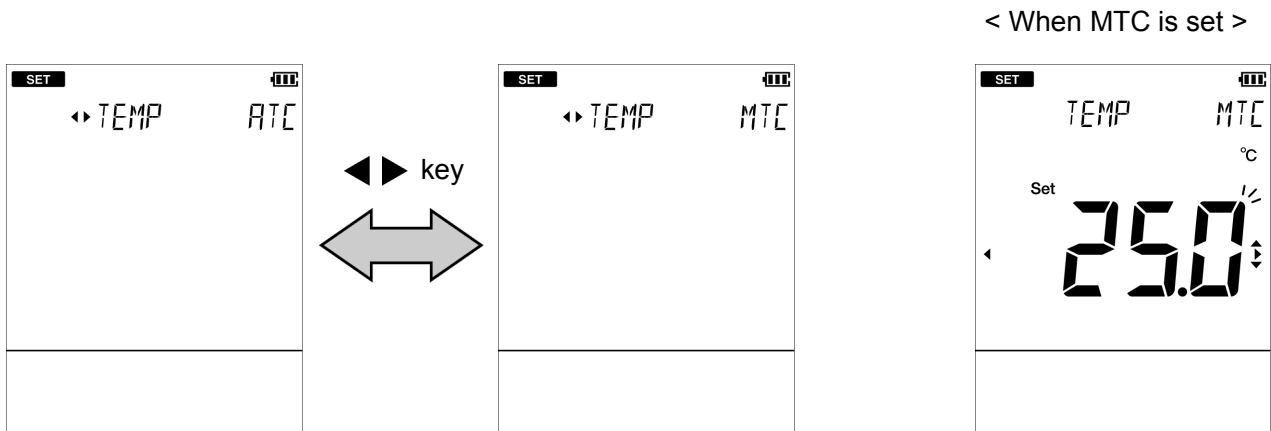 < When MTC is set >
SET
TEMP ATC
◀ ▶ key
SET
TEMP MTC
SET
TEMP MTC
°C
Set
25.0